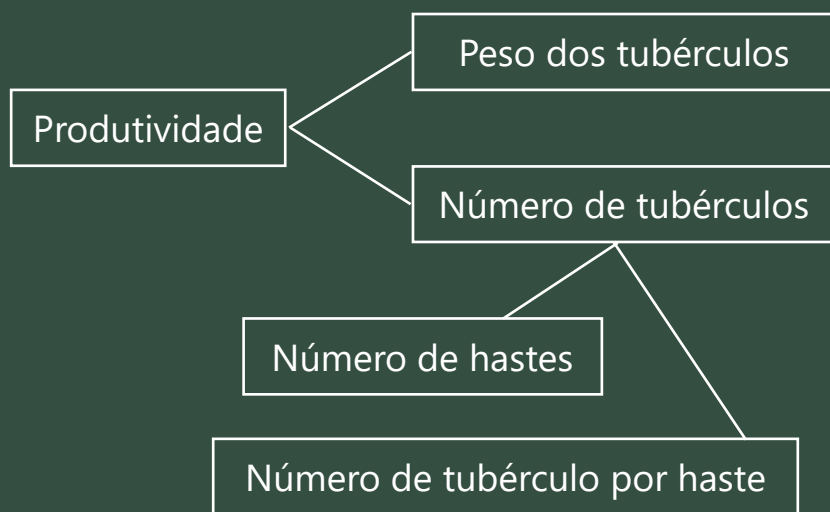 Peso dos tubérculos
Produtividade
Número de tubérculos
Número de hastes
Número de tubérculo por haste